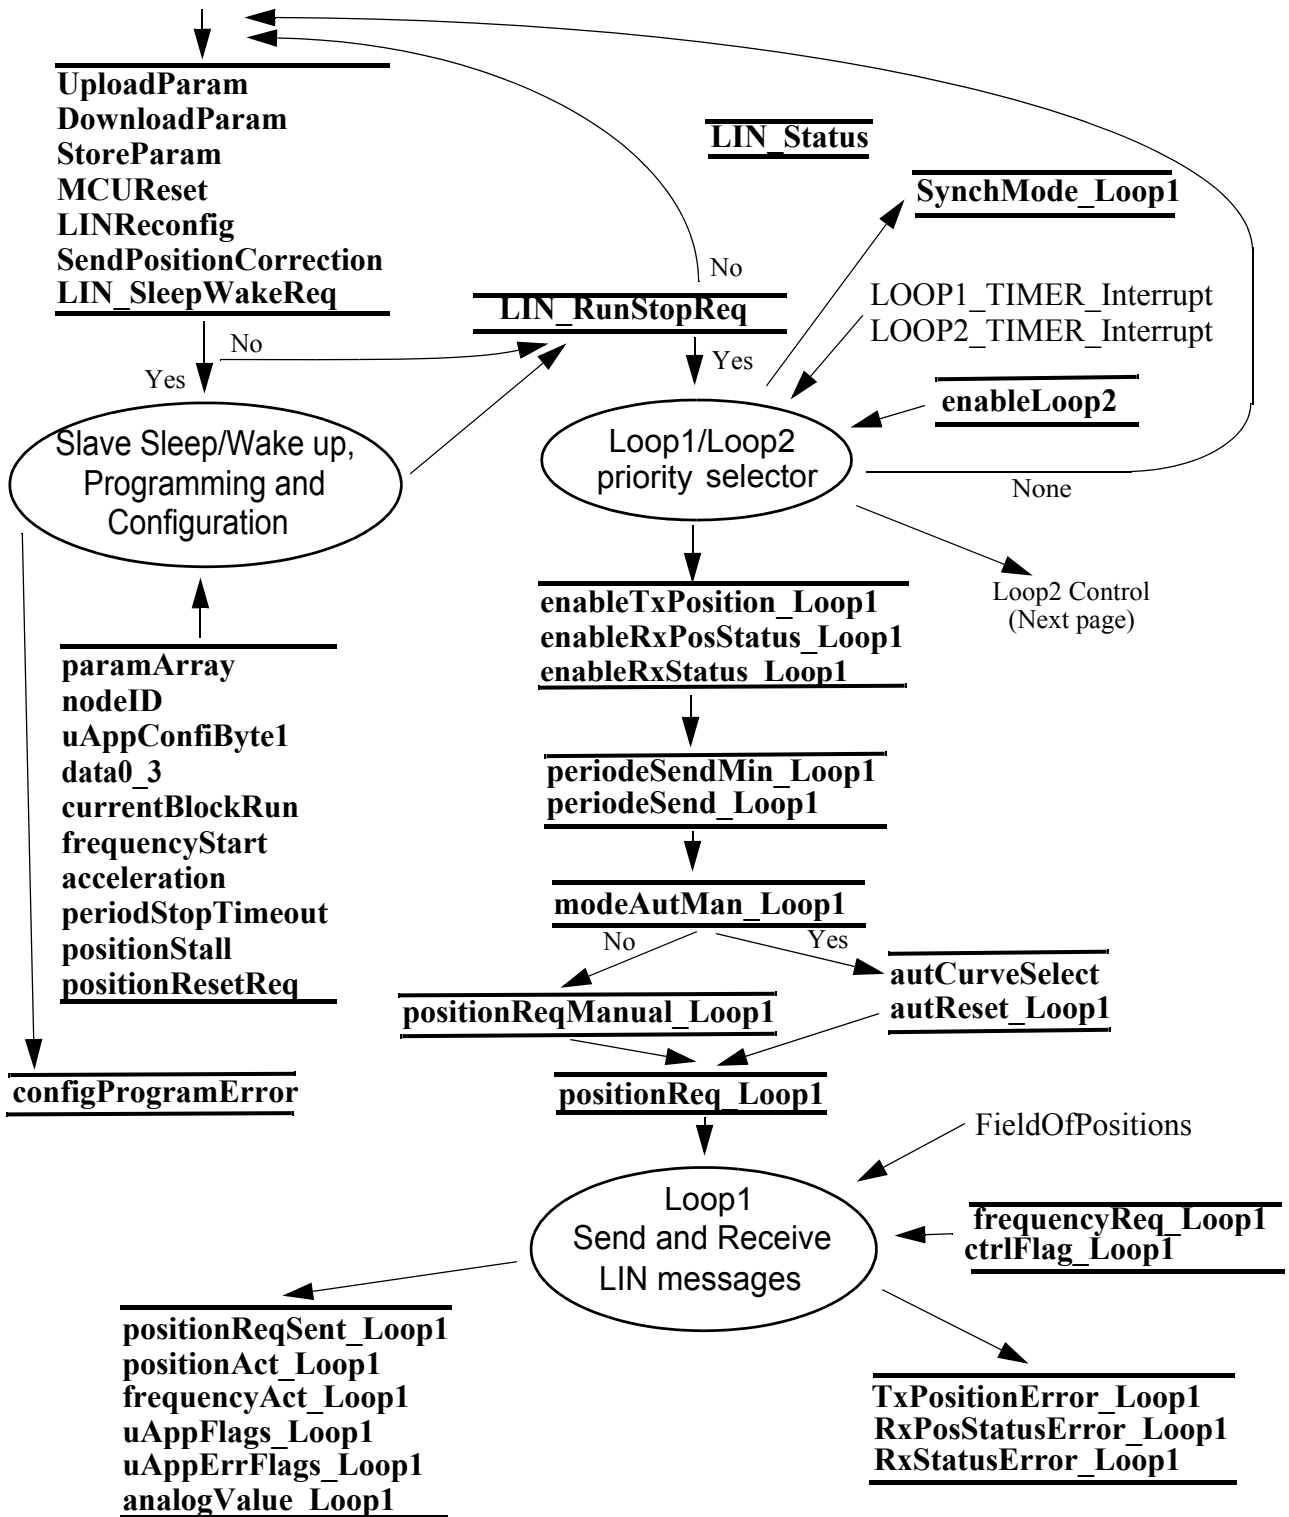 UploadParam
DownloadParam
StoreParam
MCUReset
LINReconfig
SendPositionCorrection
LIN_SleepWakeReq
LIN_Status
SynchMode_Loop1
No
LIN_RunStopReq
LOOP1_TIMER_Interrupt
LOOP2_TIMER_Interrupt
No
Yes
Yes
enableLoop2
Slave Sleep/Wake up,
Programming and
Configuration
Loop1/Loop2
priority selector
None
Loop2 Control
(Next page)
enableTxPosition_Loop1
enableRxPosStatus_Loop1
enableRxStatus_Loop1
paramArray
nodeID
uAppConfiByte1
data0_3
currentBlockRun
frequencyStart
acceleration
periodStopTimeout
positionStall
positionResetReq
periodeSendMin_Loop1
periodeSend_Loop1
modeAutMan_Loop1
No
Yes
autCurveSelect
autReset_Loop1
positionReqManual_Loop1
configProgramError
positionReq_Loop1
FieldOfPositions
Loop1
Send and Receive
LIN messages
frequencyReq_Loop1
ctrlFlag_Loop1
positionReqSent_Loop1
positionAct_Loop1
frequencyAct_Loop1
uAppFlags_Loop1
uAppErrFlags_Loop1
analogValue_Loop1
TxPositionError_Loop1
RxPosStatusError_Loop1
RxStatusError_Loop1